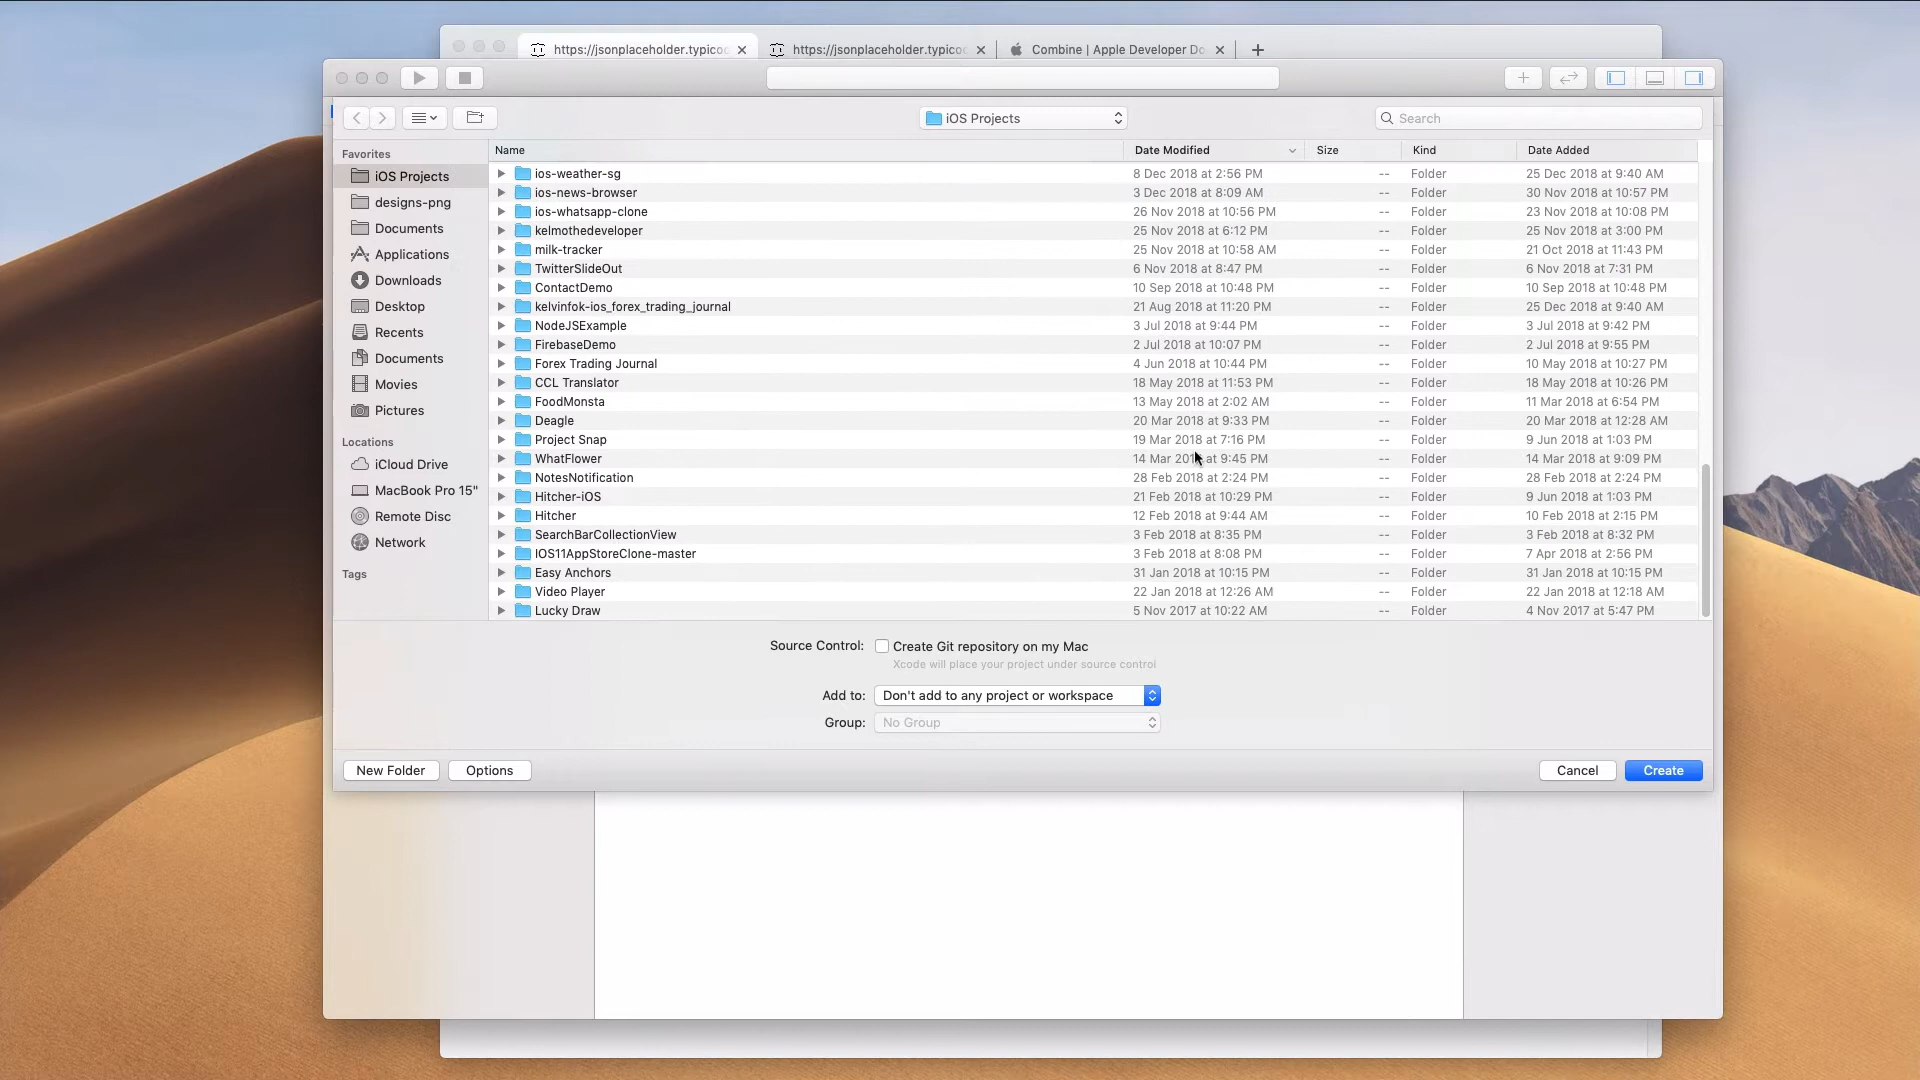 https://jsonplaceholder.typico
https://jsonplaceholder.typico
Combine | Apple Developer Do
iOS Projects
Search
Favorites
iOS Projects
designs-png
Documents
Applications
Downloads
Desktop
Recents
Documents
Movies
Pictures
Locations
iCloud Drive
MacBook Pro 15"
Remote Disc
Network
Tags
Name Date Modified Size Kind Date Added
ios-weather-sg 8 Dec 2018 at 2:56 PM -- Folder 25 Dec 2018 at 9:40 AM
ios-news-browser 3 Dec 2018 at 8:09 AM -- Folder 30 Nov 2018 at 10:57 PM
ios-whatsapp-clone 26 Nov 2018 at 10:56 PM -- Folder 23 Nov 2018 at 10:08 PM
kelmothedeveloper 25 Nov 2018 at 6:12 PM -- Folder 25 Nov 2018 at 3:00 PM
milk-tracker 25 Nov 2018 at 10:58 AM -- Folder 21 Oct 2018 at 11:43 PM
TwitterSlideOut 6 Nov 2018 at 8:47 PM -- Folder 6 Nov 2018 at 7:31 PM
ContactDemo 10 Sep 2018 at 10:48 PM -- Folder 10 Sep 2018 at 10:48 PM
kelvinfok-ios_forex_trading_journal 21 Aug 2018 at 11:20 PM -- Folder 25 Dec 2018 at 9:40 AM
NodeJSExample 3 Jul 2018 at 9:44 PM -- Folder 3 Jul 2018 at 9:42 PM
FirebaseDemo 2 Jul 2018 at 10:07 PM -- Folder 2 Jul 2018 at 9:55 PM
Forex Trading Journal 4 Jun 2018 at 10:44 PM -- Folder 10 May 2018 at 10:27 PM
CCL Translator 18 May 2018 at 11:53 PM -- Folder 18 May 2018 at 10:26 PM
FoodMonsta 13 May 2018 at 2:02 AM -- Folder 11 Mar 2018 at 6:54 PM
Deagle 20 Mar 2018 at 9:33 PM -- Folder 20 Mar 2018 at 12:28 AM
Project Snap 19 Mar 2018 at 7:16 PM -- Folder 9 Jun 2018 at 1:03 PM
WhatFlower 14 Mar 2018 at 9:45 PM -- Folder 14 Mar 2018 at 9:09 PM
NotesNotification 28 Feb 2018 at 2:24 PM -- Folder 28 Feb 2018 at 2:24 PM
Hitcher-iOS 21 Feb 2018 at 10:29 PM -- Folder 9 Jun 2018 at 1:03 PM
Hitcher 12 Feb 2018 at 9:44 AM -- Folder 10 Feb 2018 at 2:15 PM
SearchBarCollectionView 3 Feb 2018 at 8:35 PM -- Folder 3 Feb 2018 at 8:32 PM
IOS11AppStoreClone-master 3 Feb 2018 at 8:08 PM -- Folder 7 Apr 2018 at 2:56 PM
Easy Anchors 31 Jan 2018 at 10:15 PM -- Folder 31 Jan 2018 at 10:15 PM
Video Player 22 Jan 2018 at 12:26 AM -- Folder 22 Jan 2018 at 12:18 AM
Lucky Draw 5 Nov 2017 at 10:22 AM -- Folder 4 Nov 2017 at 5:47 PM
Source Control: Create Git repository on my Mac
Xcode will place your project under source control
Add to: Don't add to any project or workspace
Group: No Group
New Folder Options Cancel Create